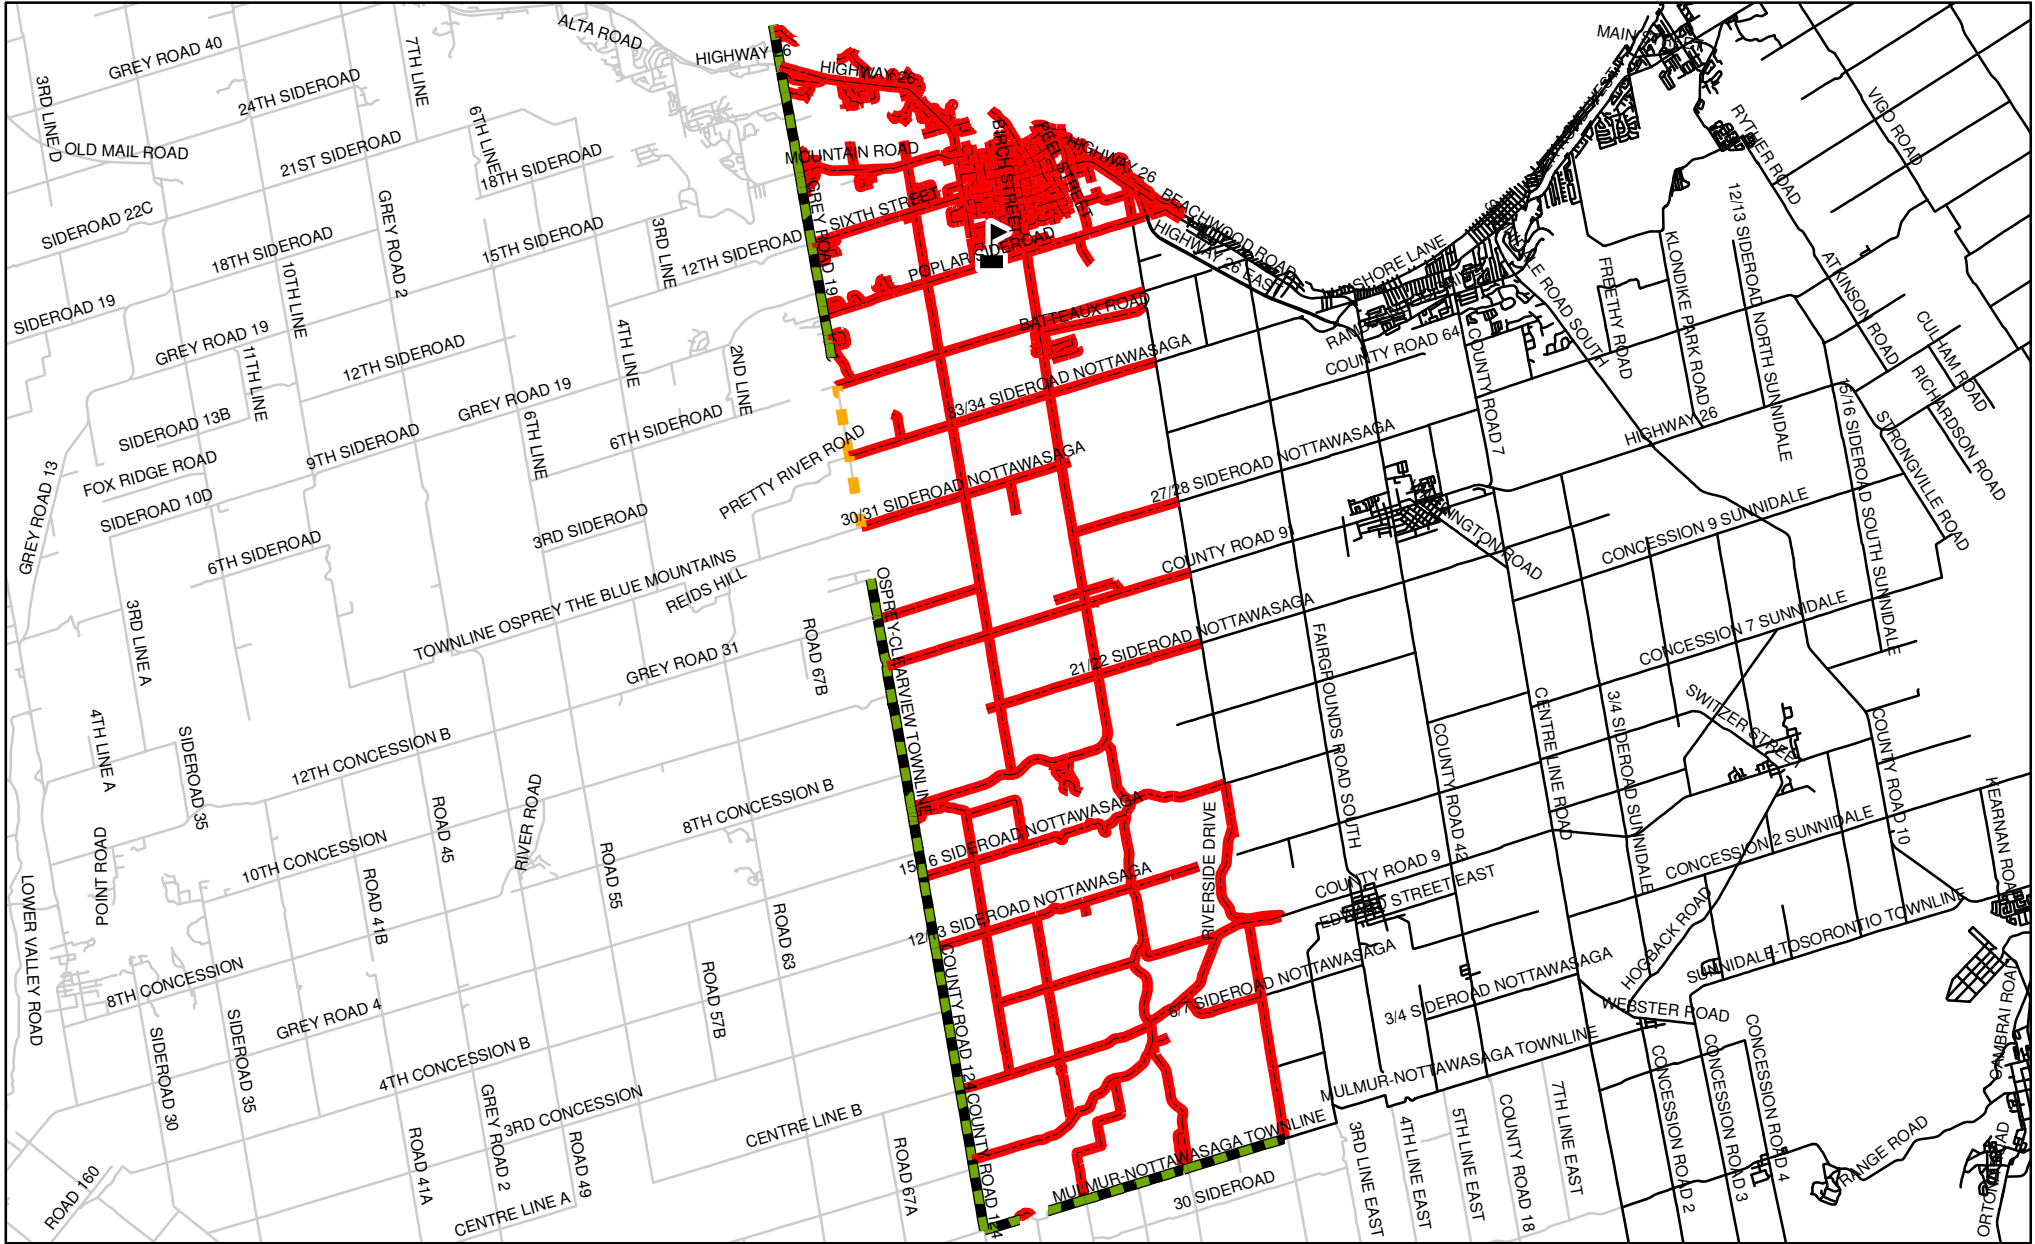 ALTA ROAD
GREY ROAD 40
7TH LINE
HIGHWAY 26
HIGHWAY 26
3RD LINE D
24TH SIDEROAD
6TH LINE
OLD MAIL ROAD
21ST SIDEROAD
18TH SIDEROAD
MOUNTAIN ROAD
BIRCH STREET
PEEL STREET
HIGHWAY 26
BEACHWOOD ROAD
HIGHWAY 26 EAST
RYTHER ROAD
VIGO ROAD
SIDEROAD 22C
GREY ROAD 2
18TH SIDEROAD
15TH SIDEROAD
3RD LINE
12TH SIDEROAD
GREY ROAD 19
SIXTH STREET
POPLAR SIDEROAD
12/13 SIDEROAD NORTH SUNNIDALE
KLONDIKE PARK ROAD
FREETHY ROAD
ATKINSON ROAD
CULHAM ROAD
SIDEROAD 19
10TH LINE
GREY ROAD 19
12TH SIDEROAD
4TH LINE
2ND LINE
BATTEAUX ROAD
COUNTY ROAD 64
COUNTY ROAD 7
RICHARDSON ROAD
11TH LINE
GREY ROAD 19
6TH SIDEROAD
33/34 SIDEROAD NOTTAWASAGA
HIGHWAY 26
15/16 SIDEROAD SOUTH SUNNIDALE
STRONGVILLE ROAD
SIDEROAD 13B
9TH SIDEROAD
6TH LINE
PRETTY RIVER ROAD
FOX RIDGE ROAD
SIDEROAD 10D
GREY ROAD 13
30/31 SIDEROAD NOTTAWASAGA
27/28 SIDEROAD NOTTAWASAGA
6TH SIDEROAD
3RD SIDEROAD
COUNTY ROAD 91
CONCESSION 9 SUNNIDALE
TOWNLINE OSPREY THE BLUE MOUNTAINS
REIDS HILL
OSPREY-CLEARVIEW TOWNLINE
3RD LINE A
ROAD 67B
GREY ROAD 31
21/22 SIDEROAD NOTTAWASAGA
FAIRGROUNDS ROAD SOUTH
CONCESSION 7 SUNNIDALE
4TH LINE A
SIDEROAD 35
12TH CONCESSION B
CENTRE LINE ROAD
3/4 SIDEROAD SUNNIDALE
SWITZER STREET
COUNTY ROAD 42
COUNTY ROAD 10
ROAD 45
RIVER ROAD
8TH CONCESSION B
15/16 SIDEROAD NOTTAWASAGA
RIVERSIDE DRIVE
CONCESSION 2 SUNNIDALE
POINT ROAD
10TH CONCESSION
ROAD 55
COUNTY ROAD 9
LOWER VALLEY ROAD
ROAD 41B
ROAD 63
12/13 SIDEROAD NOTTAWASAGA
HOGBACK ROAD
SUNNIDALE-TOSORONTIO TOWNLINE
8TH CONCESSION
ROAD 57B
6/7 SIDEROAD NOTTAWASAGA
3/4 SIDEROAD NOTTAWASAGA
WEBSTER ROAD
CAMBRAI ROAD
GREY ROAD 4
SIDEROAD 30
SIDEROAD 35
4TH CONCESSION B
COUNTY ROAD 124
COUNTY ROAD 124
MULMUR-NOTTAWASAGA TOWNLINE
CONCESSION ROAD 2
CONCESSION ROAD 3
CONCESSION ROAD 4
GREY ROAD 2
3RD CONCESSION
CENTRE LINE B
ROAD 160
ROAD 41A
ROAD 49
ROAD 67A
CENTRE LINE A
MULMUR-NOTTAWASAGA TOWNLINE
30 SIDEROAD
3RD LINE EAST
4TH LINE EAST
5TH LINE EAST
COUNTY ROAD 18
7TH LINE EAST